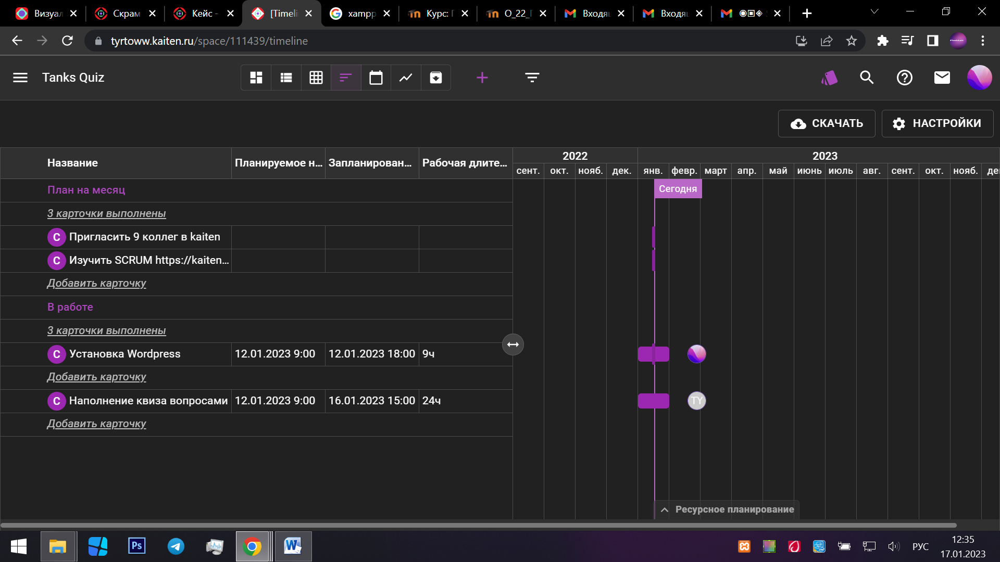 Визуал
Скрам
Кейс -
[Timeli
xampp
Курс: Г
О_22_Г
Входящ
Входящ
tyrtoww.kaiten.ru/space/111439/timeline
Tanks Quiz
СКАЧАТЬ
НАСТРОЙКИ
Название
Планируемое н...
Запланирован...
Рабочая длите...
2022
2023
сент.
окт.
нояб.
дек.
янв.
февр.
март
апр.
май
июнь
июль
авг.
сент.
окт.
нояб.
де
План на месяц
Сегодня
3 карточки выполнены
С Пригласить 9 коллег в kaiten
С Изучить SCRUM https://kaiten...
Добавить карточку
В работе
3 карточки выполнены
С Установка Wordpress 12.01.2023 9:00 12.01.2023 18:00 9ч
Добавить карточку
С Наполнение квиза вопросами 12.01.2023 9:00 16.01.2023 15:00 24ч
TY
Добавить карточку
Ресурсное планирование
Ps
W
РУС
12:35
17.01.2023